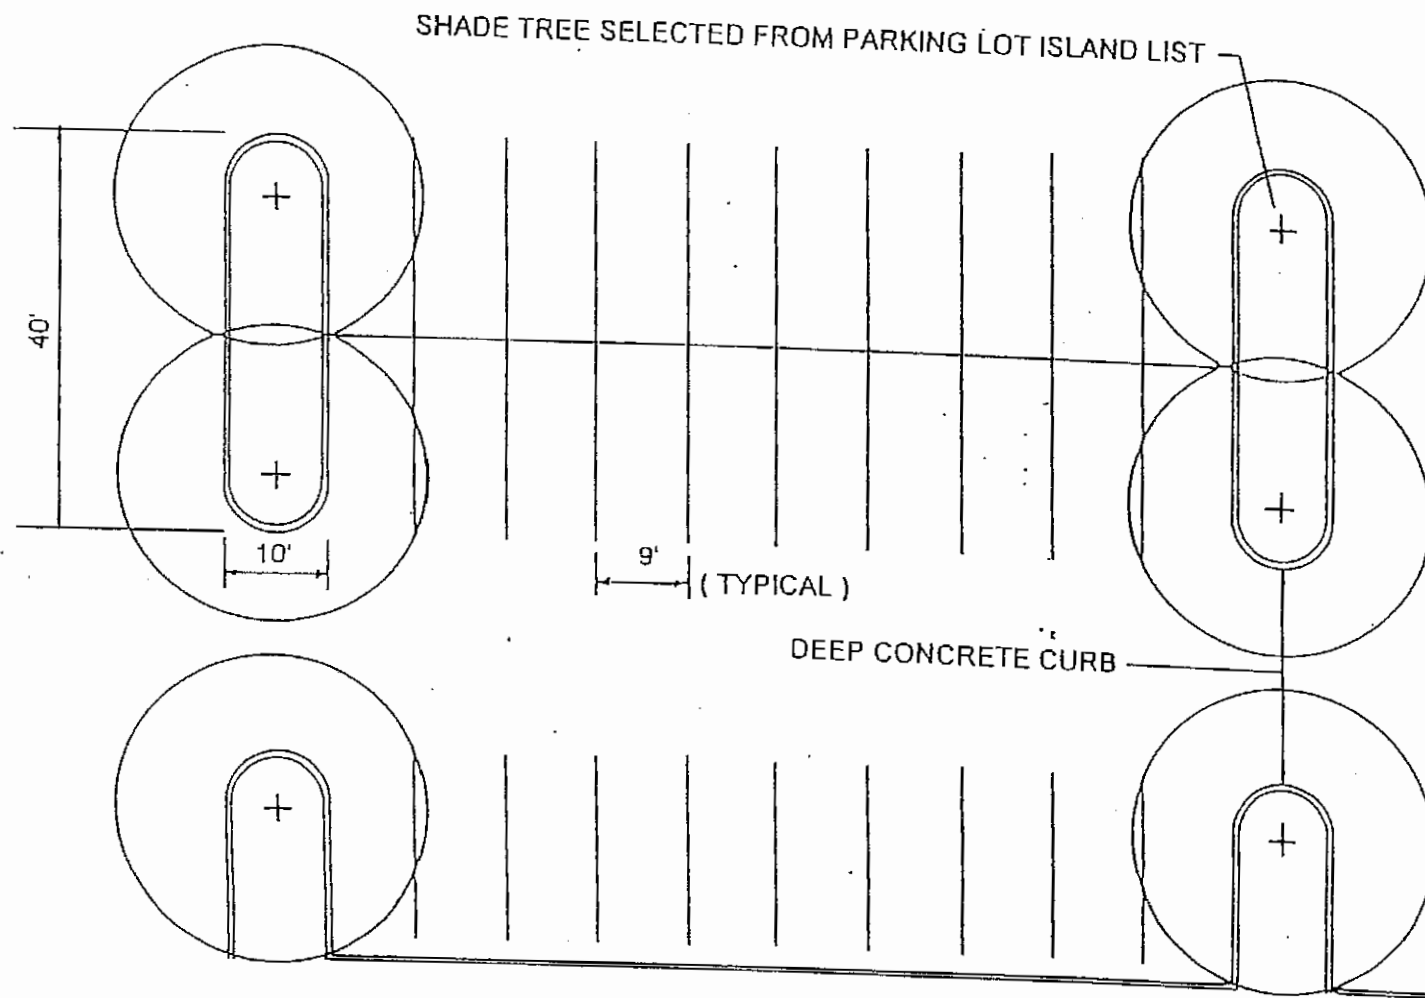 SHADE TREE SELECTED FROM PARKING LOT ISLAND LIST
40'
10'
9'
( TYPICAL )
DEEP CONCRETE CURB